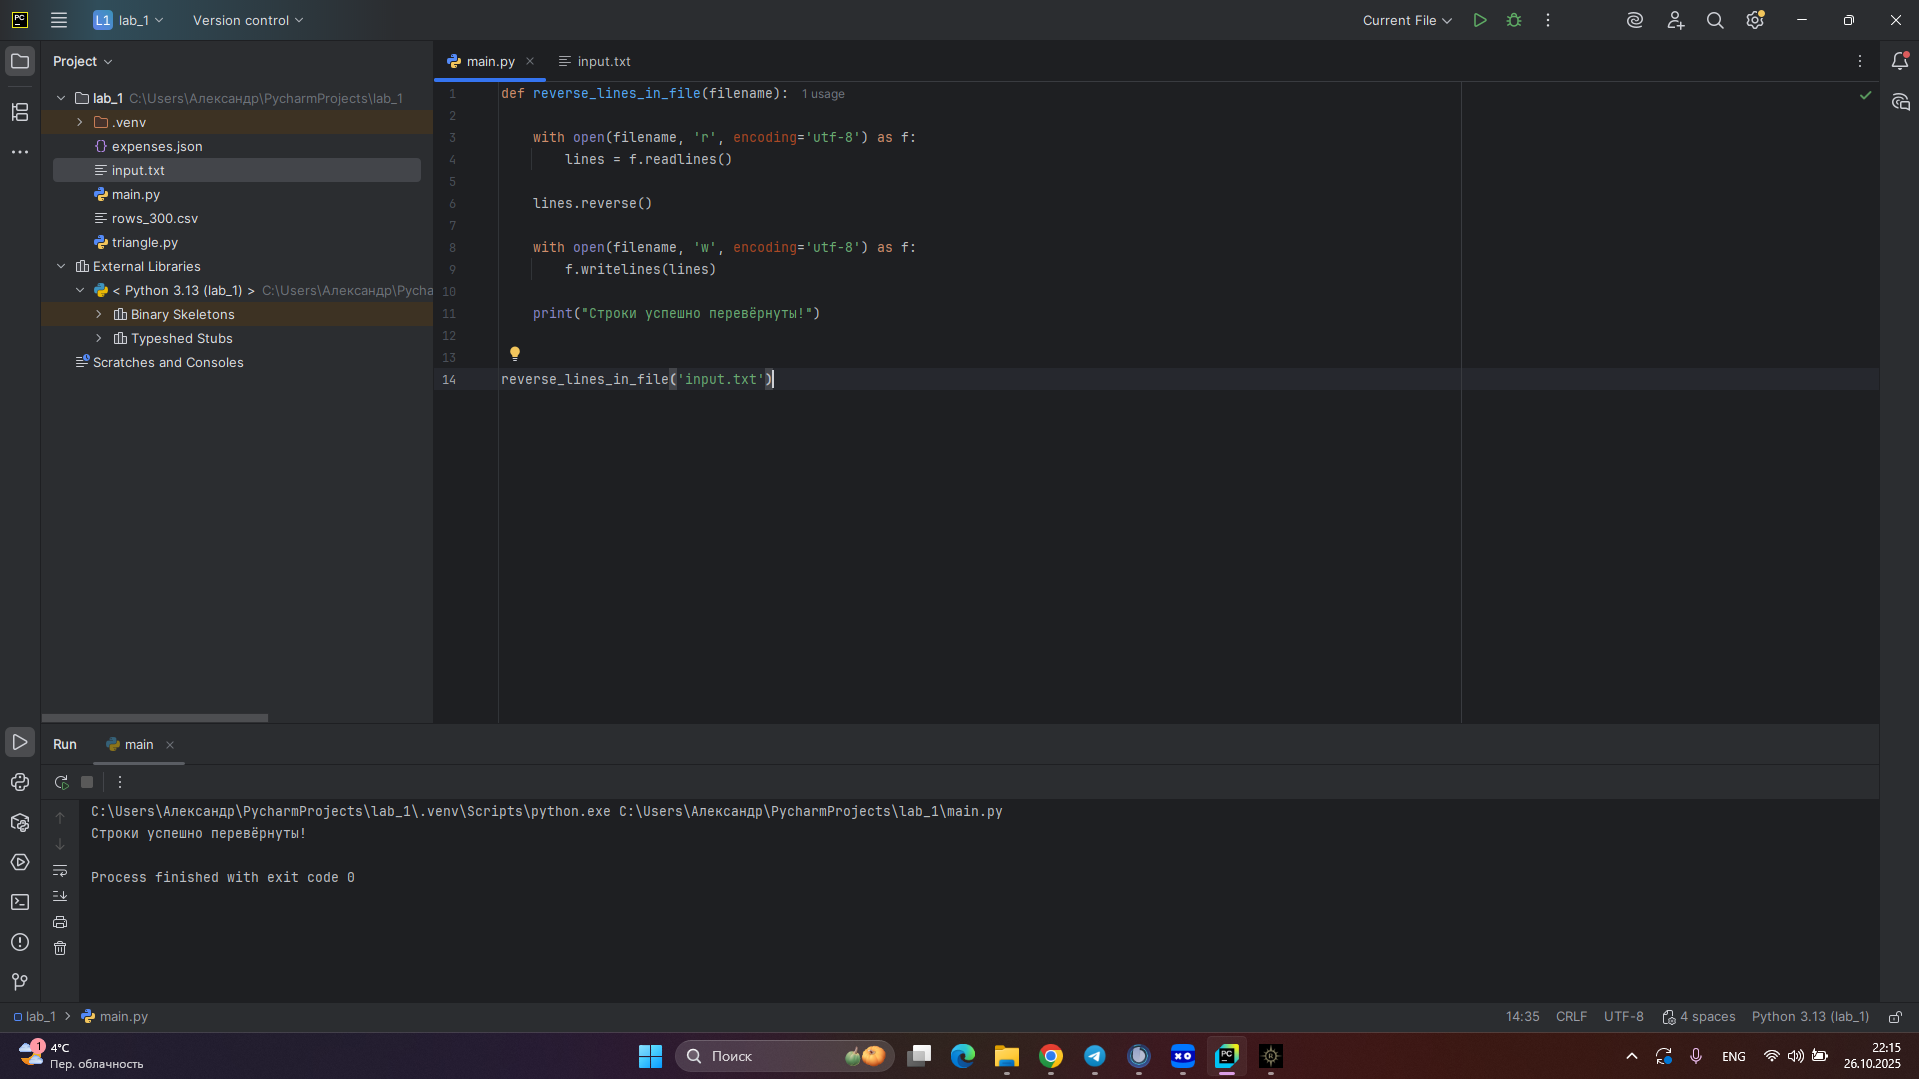 PC L1 lab_1 Version control Current File
Project
main.py input.txt
lab_1 C:\Users\Александр\PycharmProjects\lab_1
.venv
expenses.json
input.txt
main.py
rows_300.csv
triangle.py
External Libraries
< Python 3.13 (lab_1) > C:\Users\Александр\Pycha
Binary Skeletons
Typeshed Stubs
Scratches and Consoles
1 def reverse_lines_in_file(filename): 1 usage
2
3 with open(filename, 'r', encoding='utf-8') as f:
4 lines = f.readlines()
5
6 lines.reverse()
7
8 with open(filename, 'w', encoding='utf-8') as f:
9 f.writelines(lines)
10
11 print("Строки успешно перевёрнуты!")
12
13
14 reverse_lines_in_file('input.txt')
Run main
C:\Users\Александр\PycharmProjects\lab_1\.venv\Scripts\python.exe C:\Users\Александр\PycharmProjects\lab_1\main.py
Строки успешно перевёрнуты!
Process finished with exit code 0
lab_1 > main.py 14:35 CRLF UTF-8 4 spaces Python 3.13 (lab_1)
1 4°C
Пер. облачность
Поиск
PC
ENG
22:15
26.10.2025